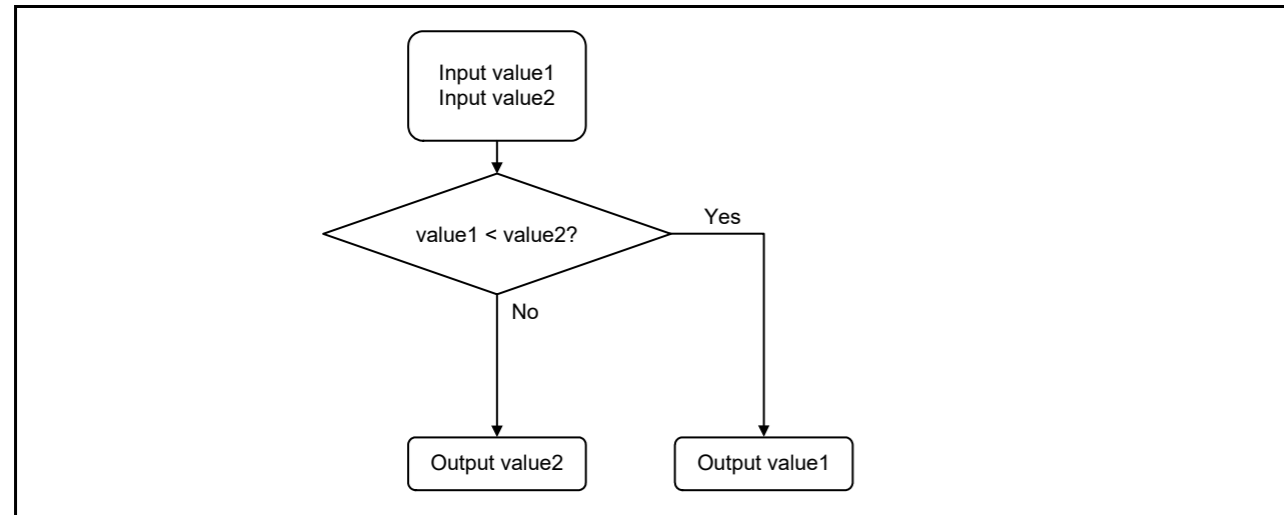 Input value1
Input value2
value1 < value2?
Yes
No
Output value2
Output value1